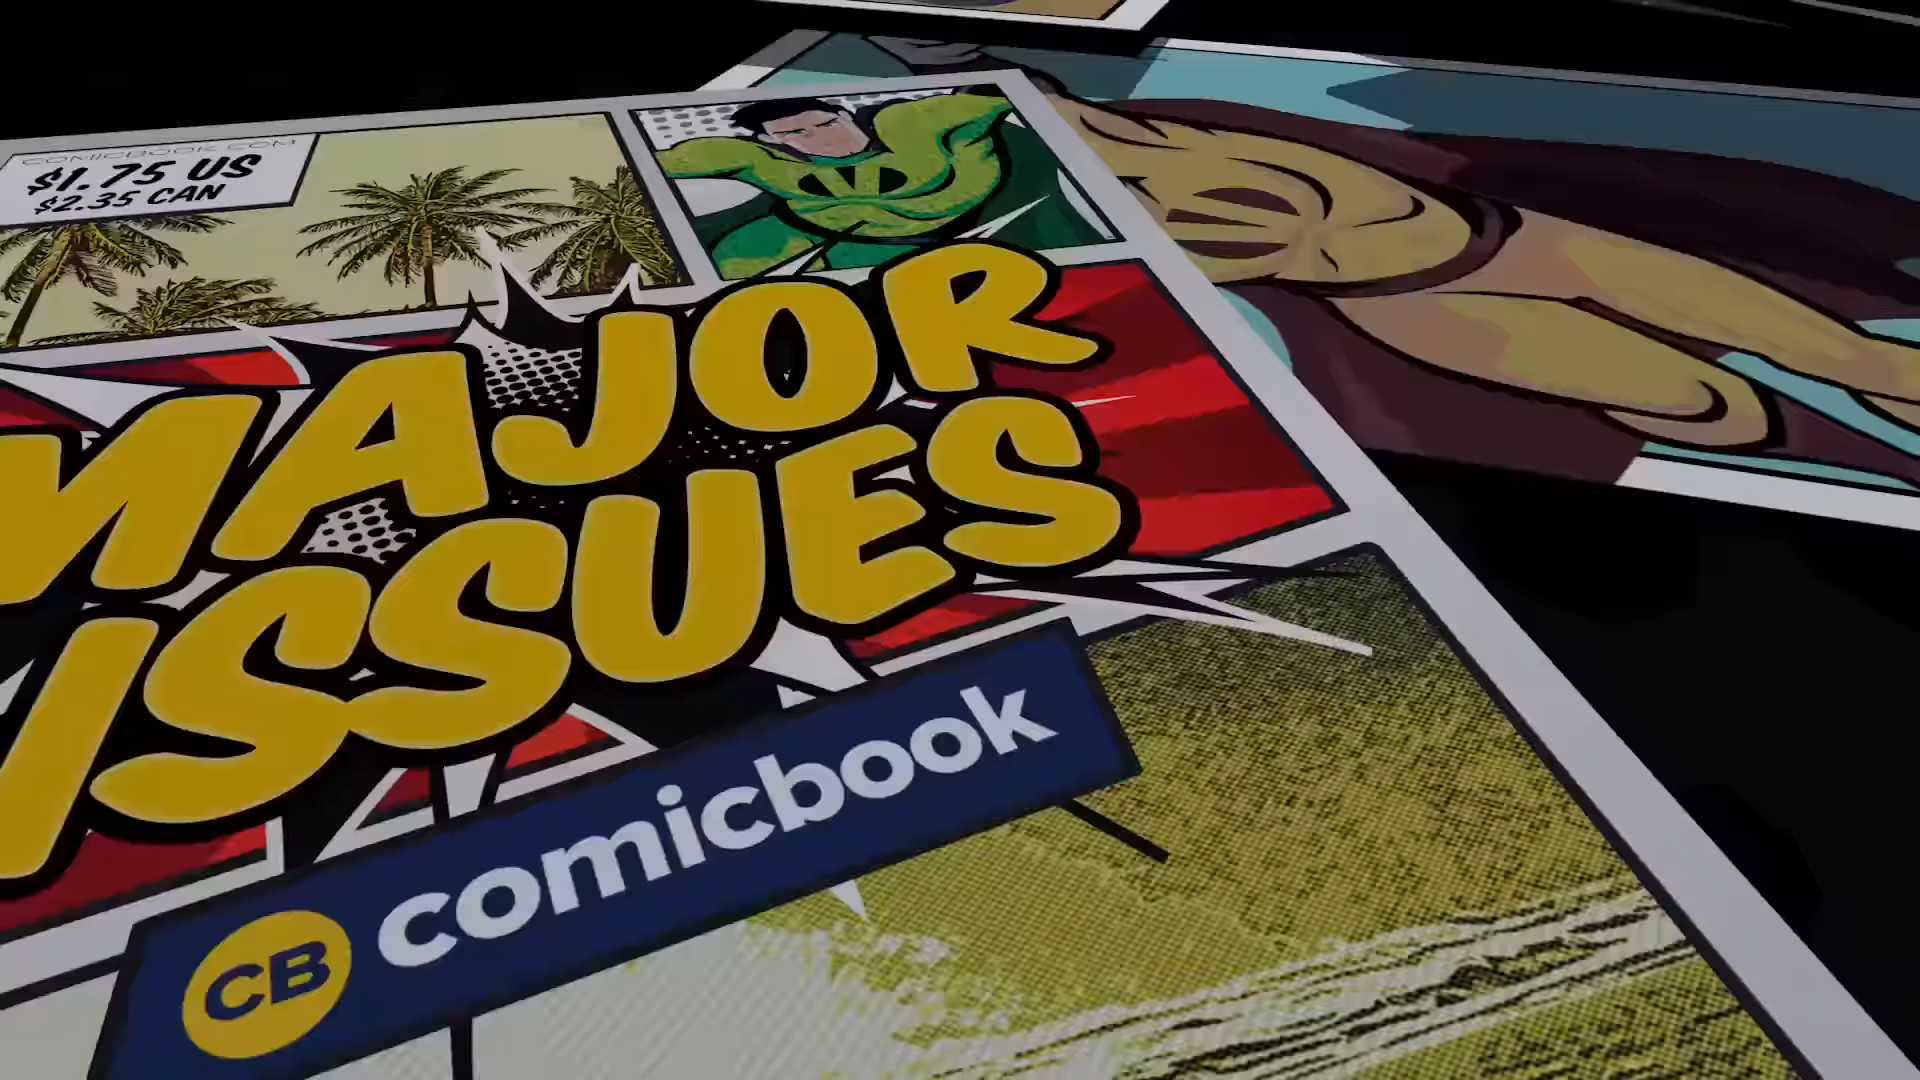 COMICBOOK.COM
$1.75 US
$2.35 CAN
MAJOR
ISSUES
CB comicbook